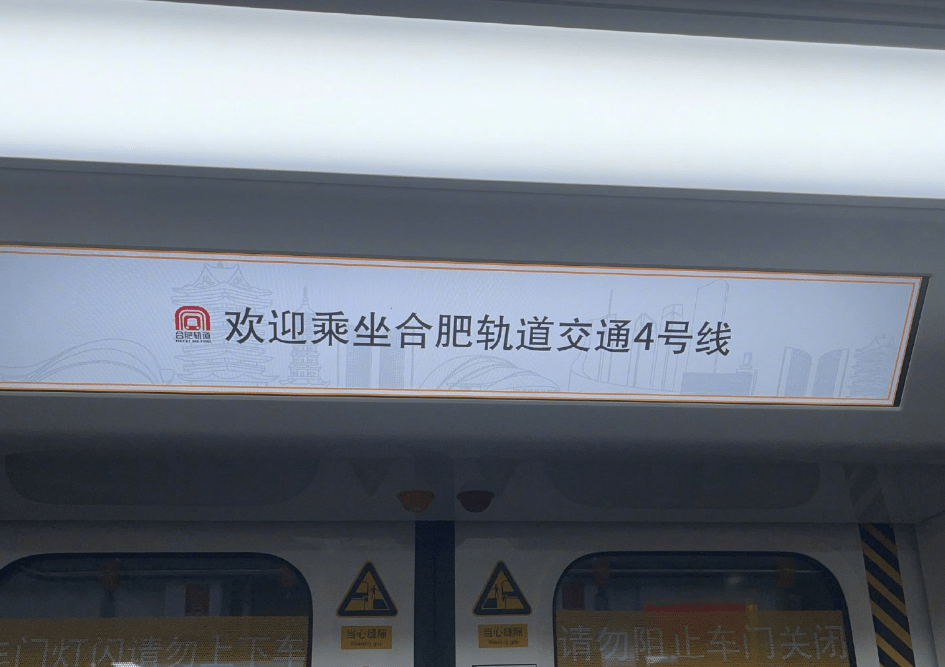 合肥轨道
欢迎乘坐合肥轨道交通4号线
当心缝隙
当心缝隙
车门灯闪请勿上下车
请勿阻止车门关闭